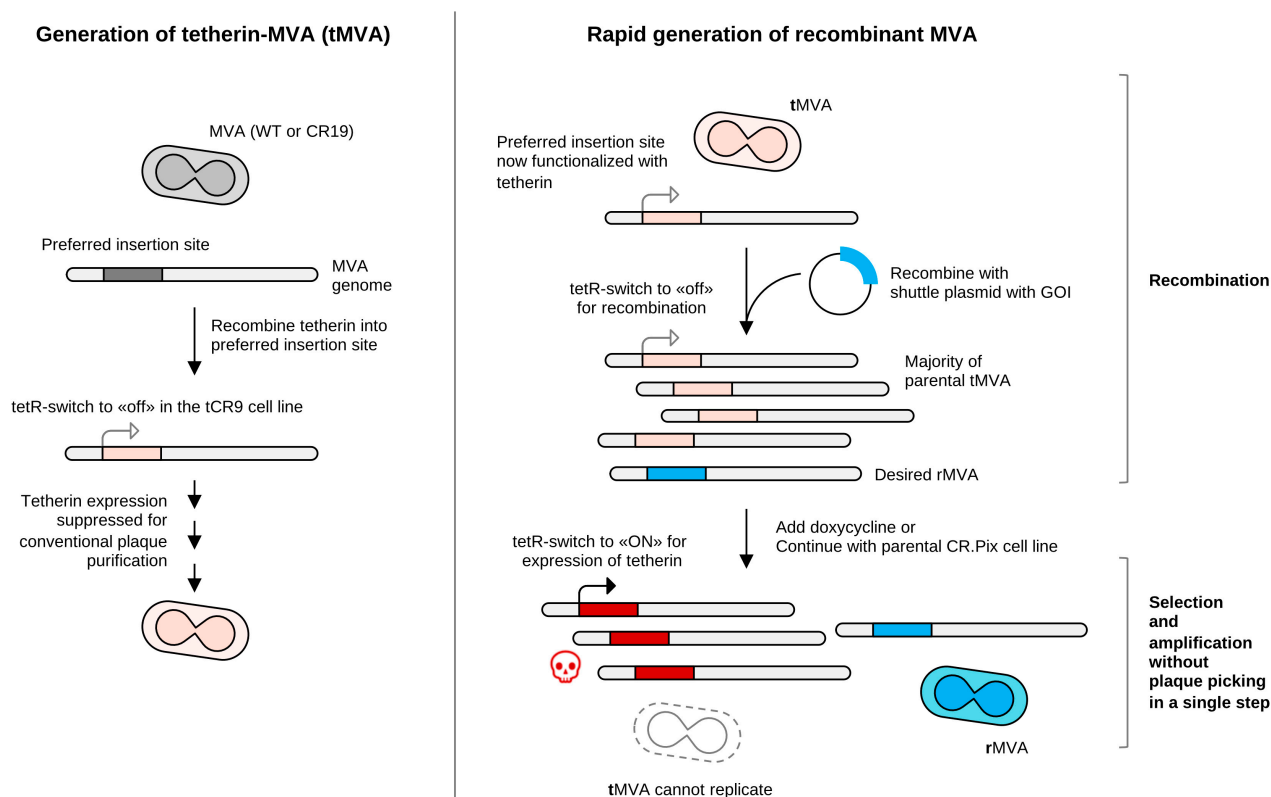 Generation of tetherin-MVA (tMVA)
MVA (WT or CR19)
Preferred insertion site
MVA
genome
Recombine tetherin into
preferred insertion site
tetR-switch to «off» in the tCR9 cell line
Tetherin expression
suppressed for
conventional plaque
purification
Rapid generation of recombinant MVA
tMVA
Preferred insertion site
now functionalized with
tetherin
tetR-switch to «off»
for recombination
Recombine with
shuttle plasmid with GOI
Recombination
Majority of
parental tMVA
Desired rMVA
Add doxycycline or
Continue with parental CR.Pix cell line
tetR-switch to «ON» for
expression of tetherin
Selection
and
amplification
without
plaque picking
in a single step
rMVA
tMVA cannot replicate